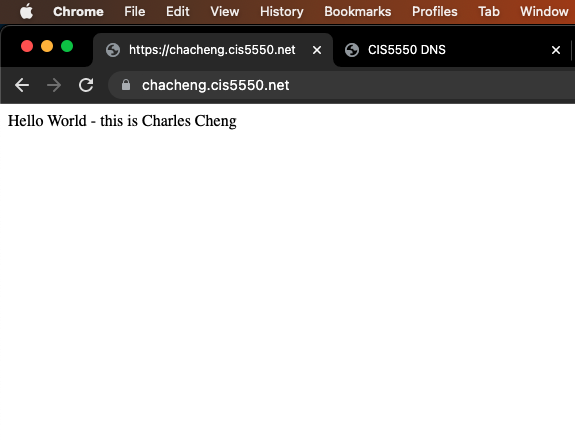 Chrome File Edit View History Bookmarks Profiles Tab Window
https://chacheng.cis5550.net CIS5550 DNS
chacheng.cis5550.net
Hello World - this is Charles Cheng